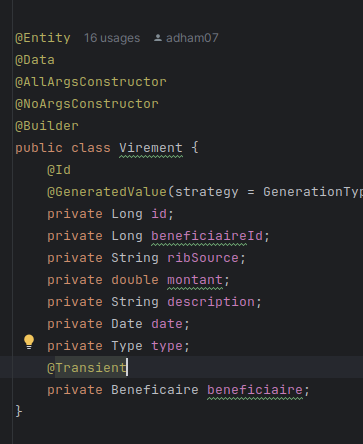 @Entity 16 usages adham07
@Data
@AllArgsConstructor
@NoArgsConstructor
@Builder
public class Virement {
@Id
@GeneratedValue(strategy = GenerationTyp
private Long id;
private Long beneficiaireId;
private String ribSource;
private double montant;
private String description;
private Date date;
private Type type;
@Transient
private Beneficaire beneficiaire;
}